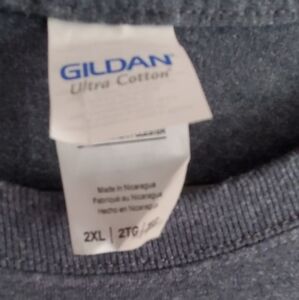 GILDAN®
Ultra Cotton®
Made in Nicaragua
Fabriqué au Nicaragua
Hecho en Nicaragua
2XL | 2TG